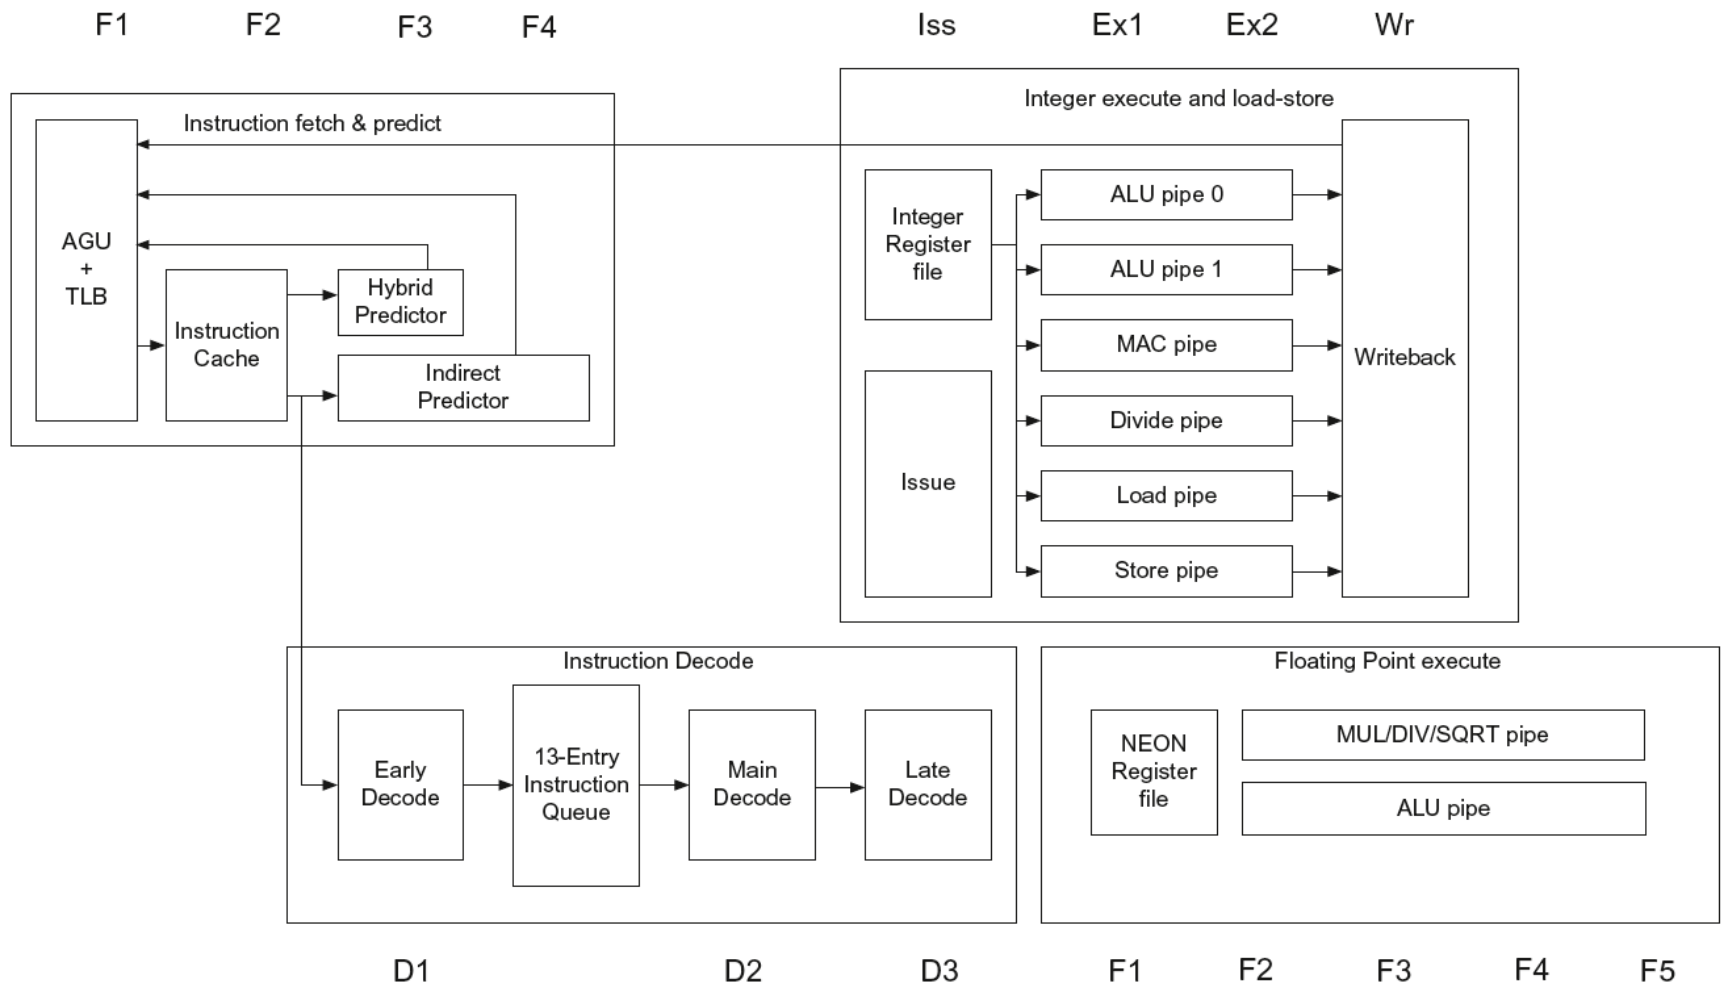 F1 F2 F3 F4 Iss Ex1 Ex2 Wr
Instruction fetch & predict
AGU
+
TLB
Instruction
Cache
Hybrid
Predictor
Indirect
Predictor
Integer execute and load-store
Integer
Register
file
Issue
ALU pipe 0
ALU pipe 1
MAC pipe
Divide pipe
Load pipe
Store pipe
Writeback
Instruction Decode
Early
Decode
13-Entry
Instruction
Queue
Main
Decode
Late
Decode
Floating Point execute
NEON
Register
file
MUL/DIV/SQRT pipe
ALU pipe
D1 D2 D3 F1 F2 F3 F4 F5